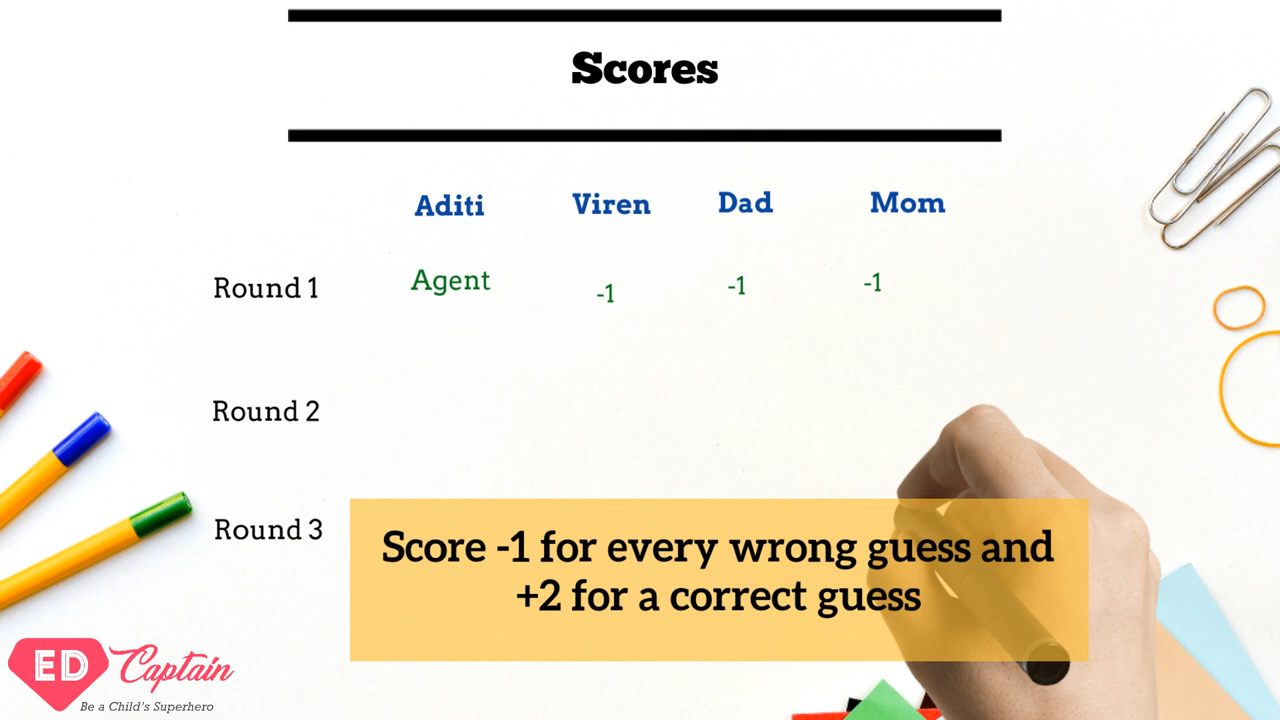 Scores
Aditi Viren Dad Mom
Round 1 Agent -1 -1 -1
Round 2
Round 3
Score -1 for every wrong guess and
+2 for a correct guess
ED Captain
Be a Child's Superhero